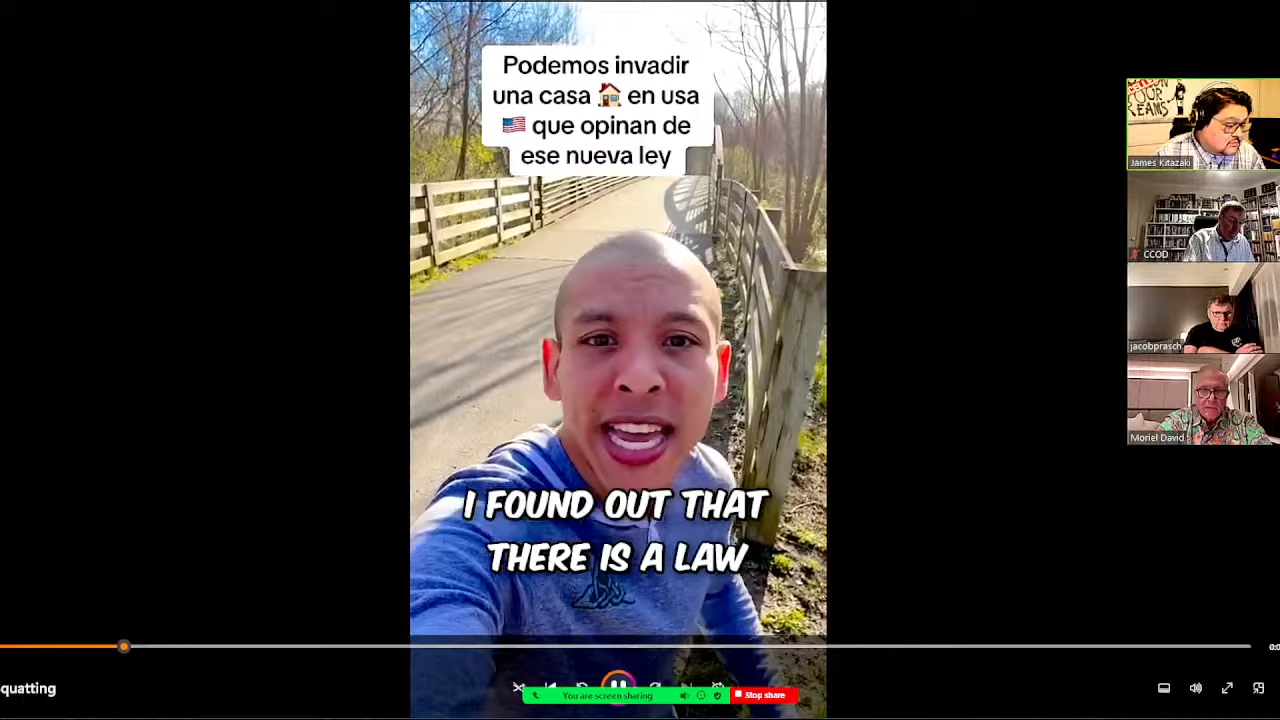 Podemos invadir
una casa 🏠 en usa
🇺🇸 que opinan de
ese nueva ley
I FOUND OUT THAT
THERE IS A LAW
James Kitazaki
CCOD
jacobprasch
Moriel David
quatting
You are screen sharing
Stop share